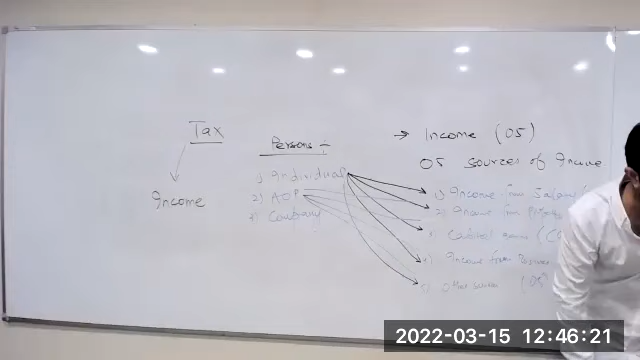 Tax
Income
Persons :-
1) Individual
2) AOP
3) Company
→ Income (05)
05 sources of Income
1) Income from Salary
2) Income from
3) Capital gains (C
4) Income from Business
5) Other sources (O
2022-03-15 12:46:21